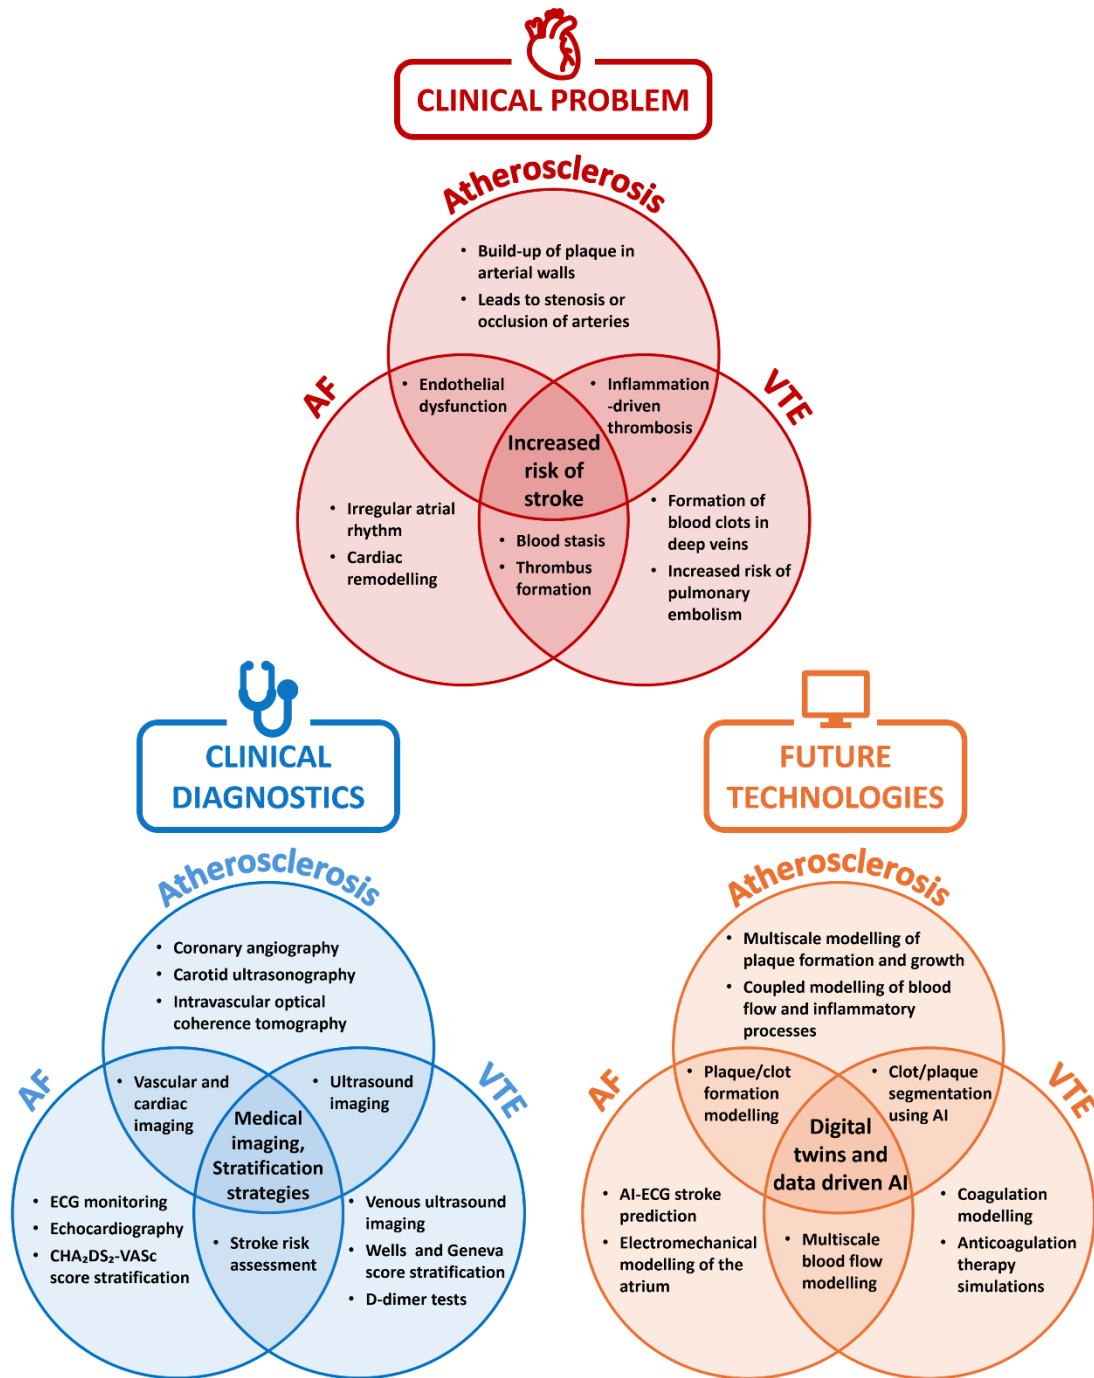 CLINICAL PROBLEM
Atherosclerosis
• Build-up of plaque in
arterial walls
• Leads to stenosis or
occlusion of arteries
AF
• Endothelial
dysfunction
• Inflammation
-driven
thrombosis
VTE
Increased
risk of
stroke
• Irregular atrial
rhythm
• Cardiac
remodelling
• Blood stasis
• Thrombus
formation
• Formation of
blood clots in
deep veins
• Increased risk of
pulmonary
embolism
CLINICAL
DIAGNOSTICS
Atherosclerosis
• Coronary angiography
• Carotid ultrasonography
• Intravascular optical
coherence tomography
AF
• Vascular and
cardiac
imaging
• Ultrasound
imaging
VTE
Medical
imaging,
Stratification
strategies
• ECG monitoring
• Echocardiography
• CHA₂DS₂-VASc
score stratification
• Stroke risk
assessment
• Venous ultrasound
imaging
• Wells and Geneva
score stratification
• D-dimer tests
FUTURE
TECHNOLOGIES
Atherosclerosis
• Multiscale modelling of
plaque formation and growth
• Coupled modelling of blood
flow and inflammatory
processes
AF
• Plaque/clot
formation
modelling
• Clot/plaque
segmentation
using AI
VTE
Digital
twins and
data driven AI
• AI-ECG stroke
prediction
• Electromechanical
modelling of the
atrium
• Multiscale
blood flow
modelling
• Coagulation
modelling
• Anticoagulation
therapy
simulations